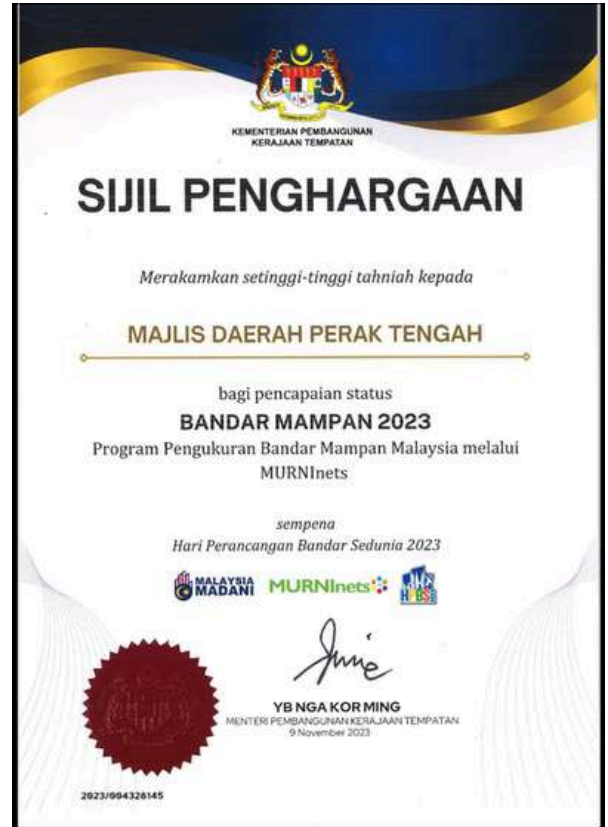 KEMENTERIAN PEMBANGUNAN
KERAJAAN TEMPATAN
SIJIL PENGHARGAAN
Merakamkan setinggi-tinggi tahniah kepada
MAJLIS DAERAH PERAK TENGAH
bagi pencapaian status
BANDAR MAMPAN 2023
Program Pengukuran Bandar Mampan Malaysia melalui
MURNInets
sempena
Hari Perancangan Bandar Sedunia 2023
MALAYSIA
MADANI
MURNInets
HPBS
YB NGA KOR MING
MENTERI PEMBANGUNAN KERAJAAN TEMPATAN
9 November 2023
2023/004328145